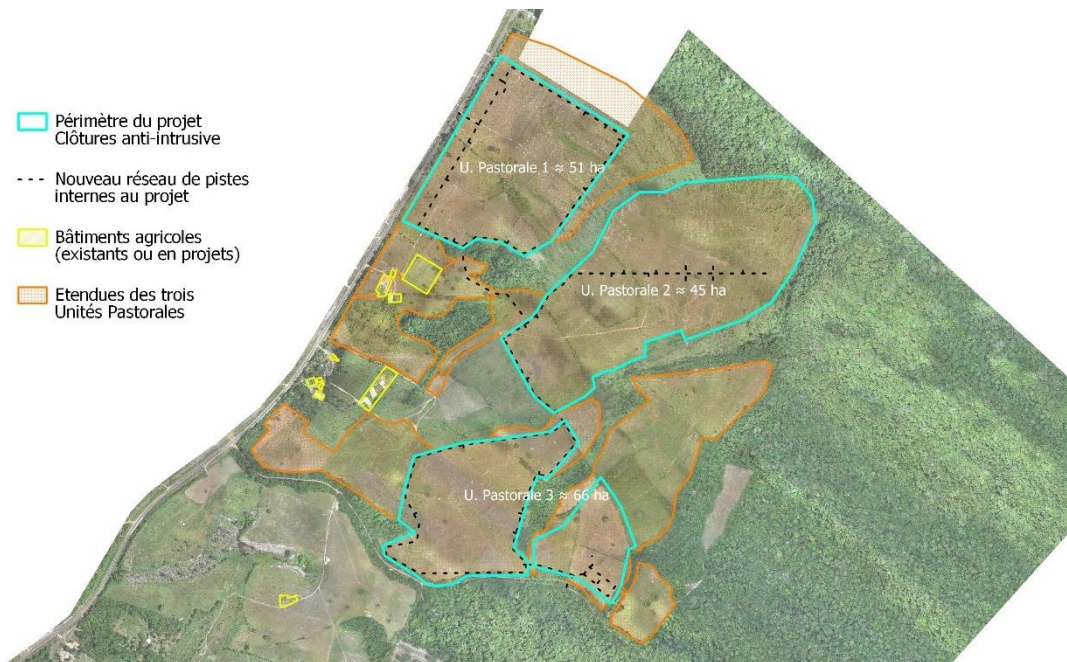 Périmètre du projet
Clôtures anti-intrusive
Nouveau réseau de pistes
internes au projet
Bâtiments agricoles
(existants ou en projets)
Etendues des trois
Unités Pastorales
U. Pastorale 1 ≈ 51 ha
U. Pastorale 2 ≈ 45 ha
U. Pastorale 3 ≈ 66 ha